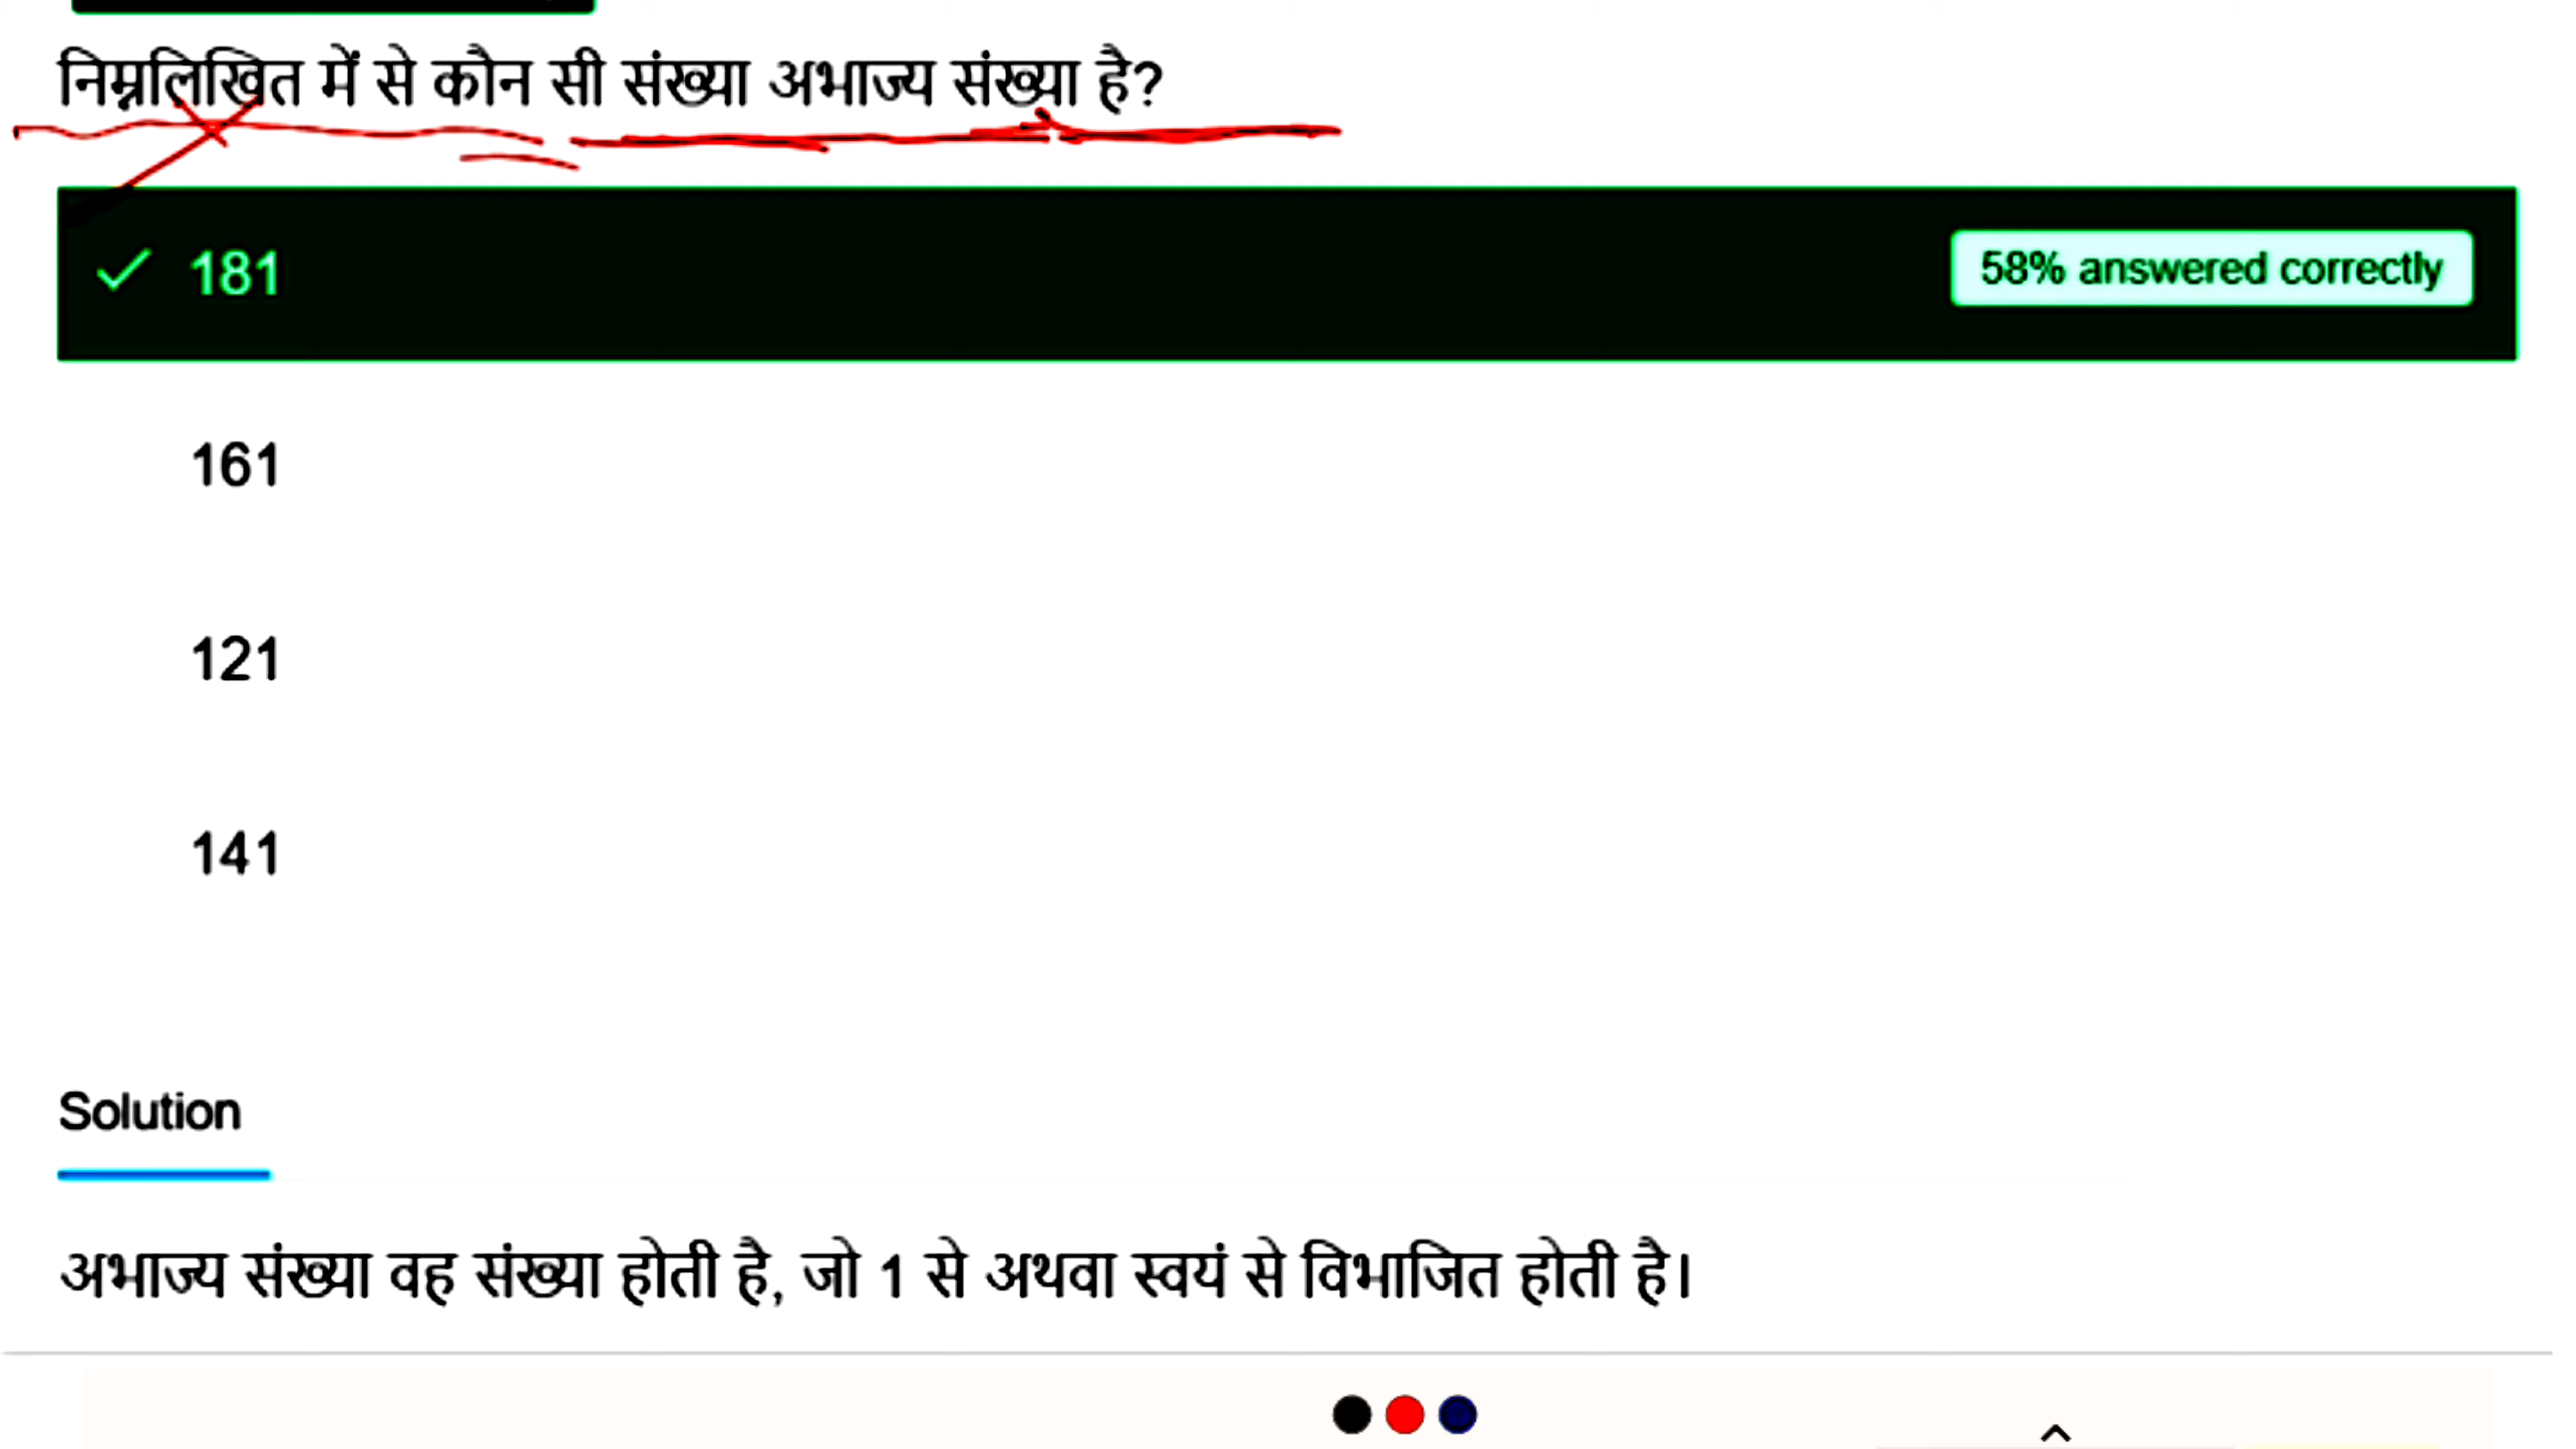 निम्नलिखित में से कौन सी संख्या अभाज्य संख्या है?
181
58% answered correctly
161
121
141
Solution
अभाज्य संख्या वह संख्या होती है, जो 1 से अथवा स्वयं से विभाजित होती है।